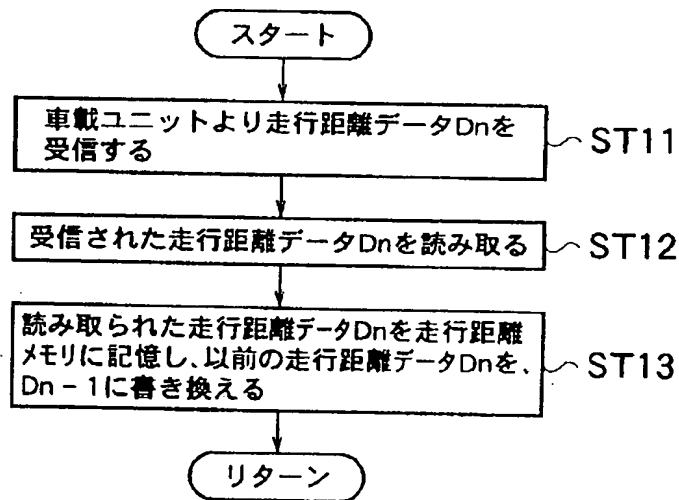 スタート
車載ユニットより走行距離データDnを
受信する
ST11
受信された走行距離データDnを読み取る
ST12
読み取られた走行距離データDnを走行距離
メモリに記憶し、以前の走行距離データDnを、
Dn-1に書き換える
ST13
リターン